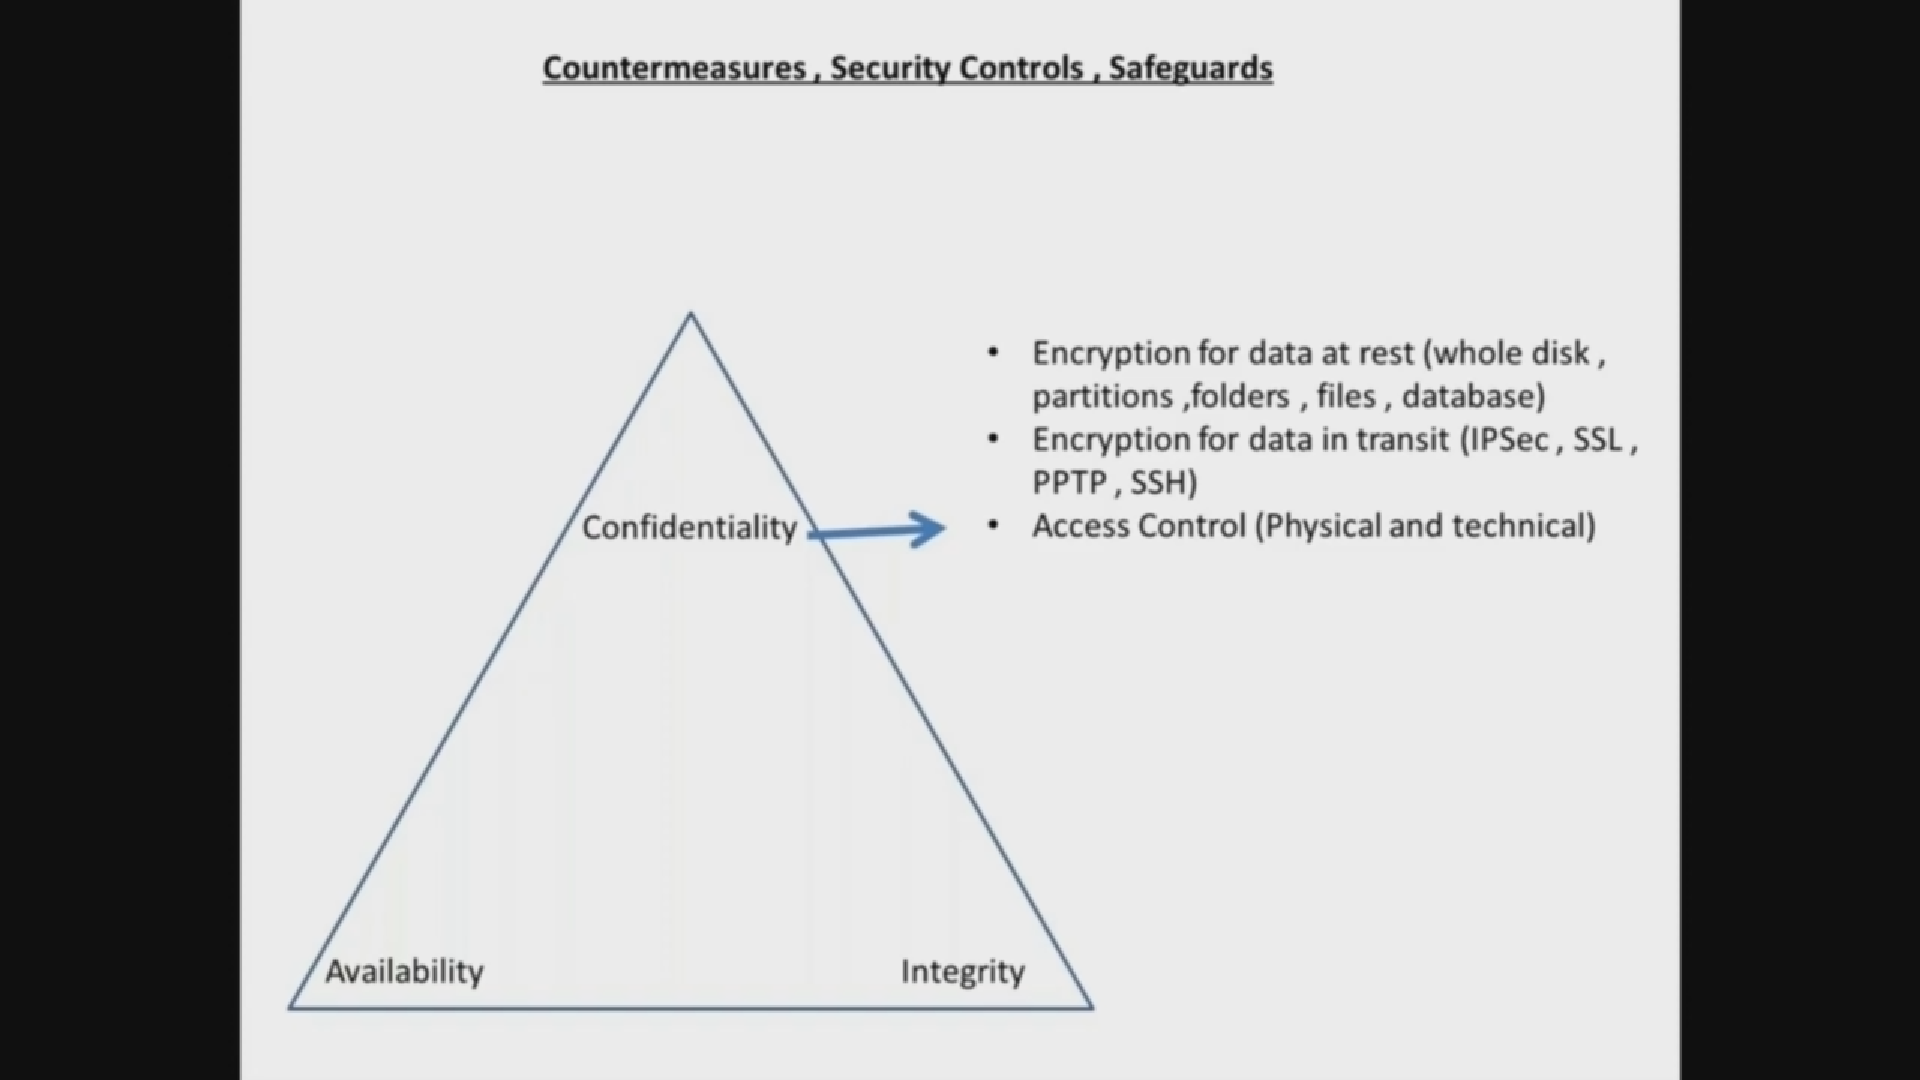 Countermeasures , Security Controls , Safeguards
• Encryption for data at rest (whole disk ,
partitions ,folders , files , database)
• Encryption for data in transit (IPSec , SSL ,
PPTP , SSH)
Confidentiality
• Access Control (Physical and technical)
Availability
Integrity